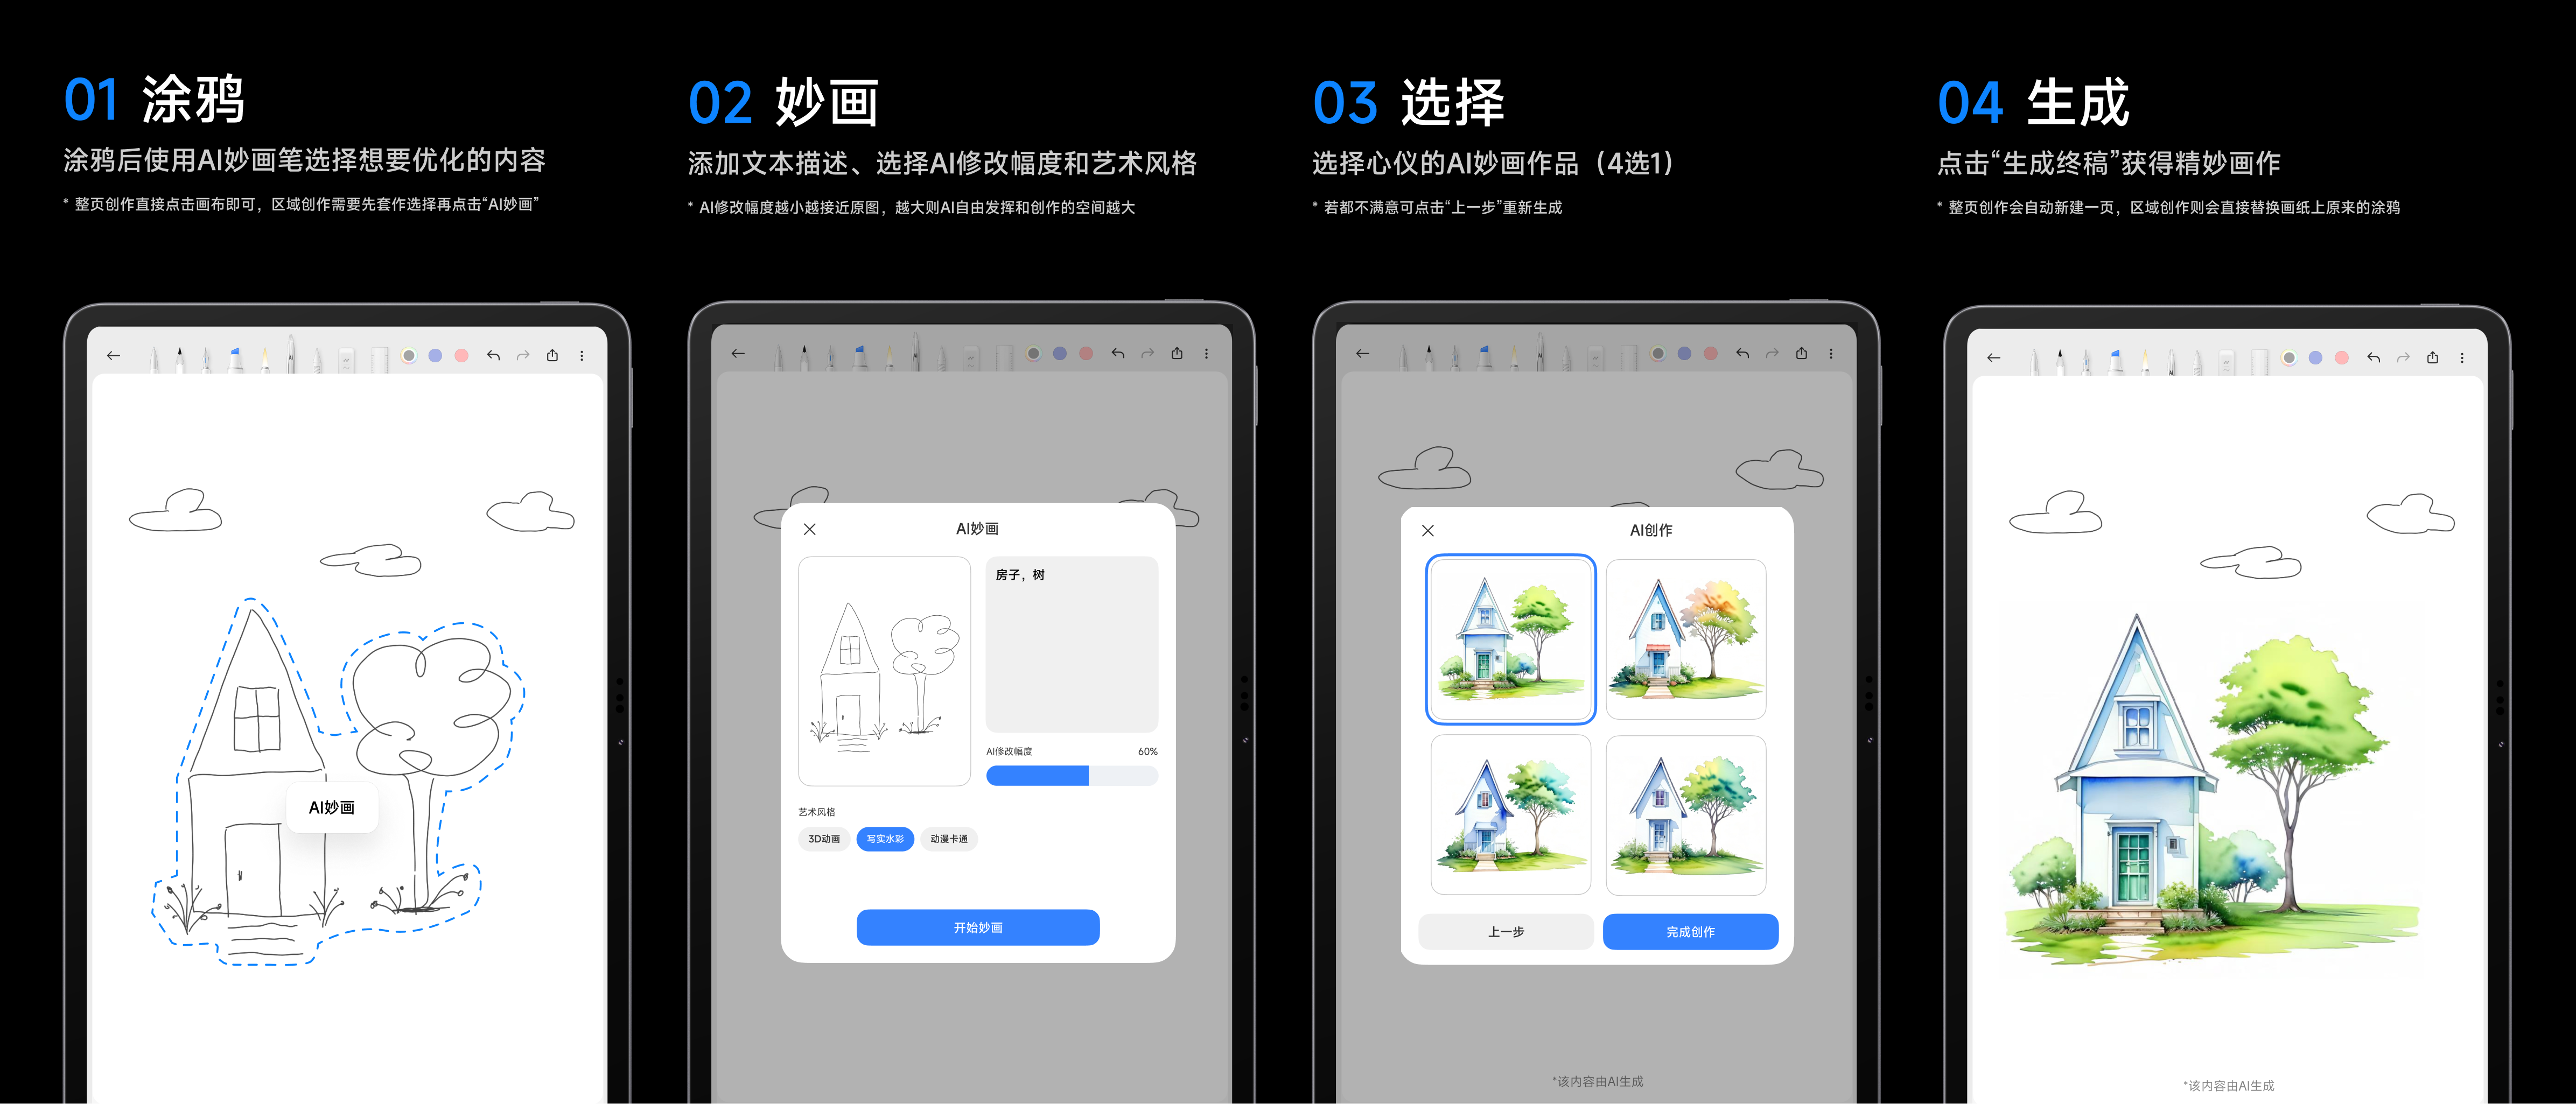 01 涂鸦
涂鸦后使用AI妙画笔选择想要优化的内容
* 整页创作直接点击画布即可，区域创作需要先套作选择再点击“AI妙画”
AI妙画
02 妙画
添加文本描述、选择AI修改幅度和艺术风格
* AI修改幅度越小越接近原图，越大则AI自由发挥和创作的空间越大
AI妙画
房子，树
AI修改幅度 60%
艺术风格
3D动画 写实水彩 动漫卡通
开始妙画
03 选择
选择心仪的AI妙画作品（4选1）
* 若都不满意可点击“上一步”重新生成
AI创作
上一步 完成创作
*该内容由AI生成
04 生成
点击“生成终稿”获得精妙画作
* 整页创作会自动新建一页，区域创作则会直接替换画纸上原来的涂鸦
*该内容由AI生成